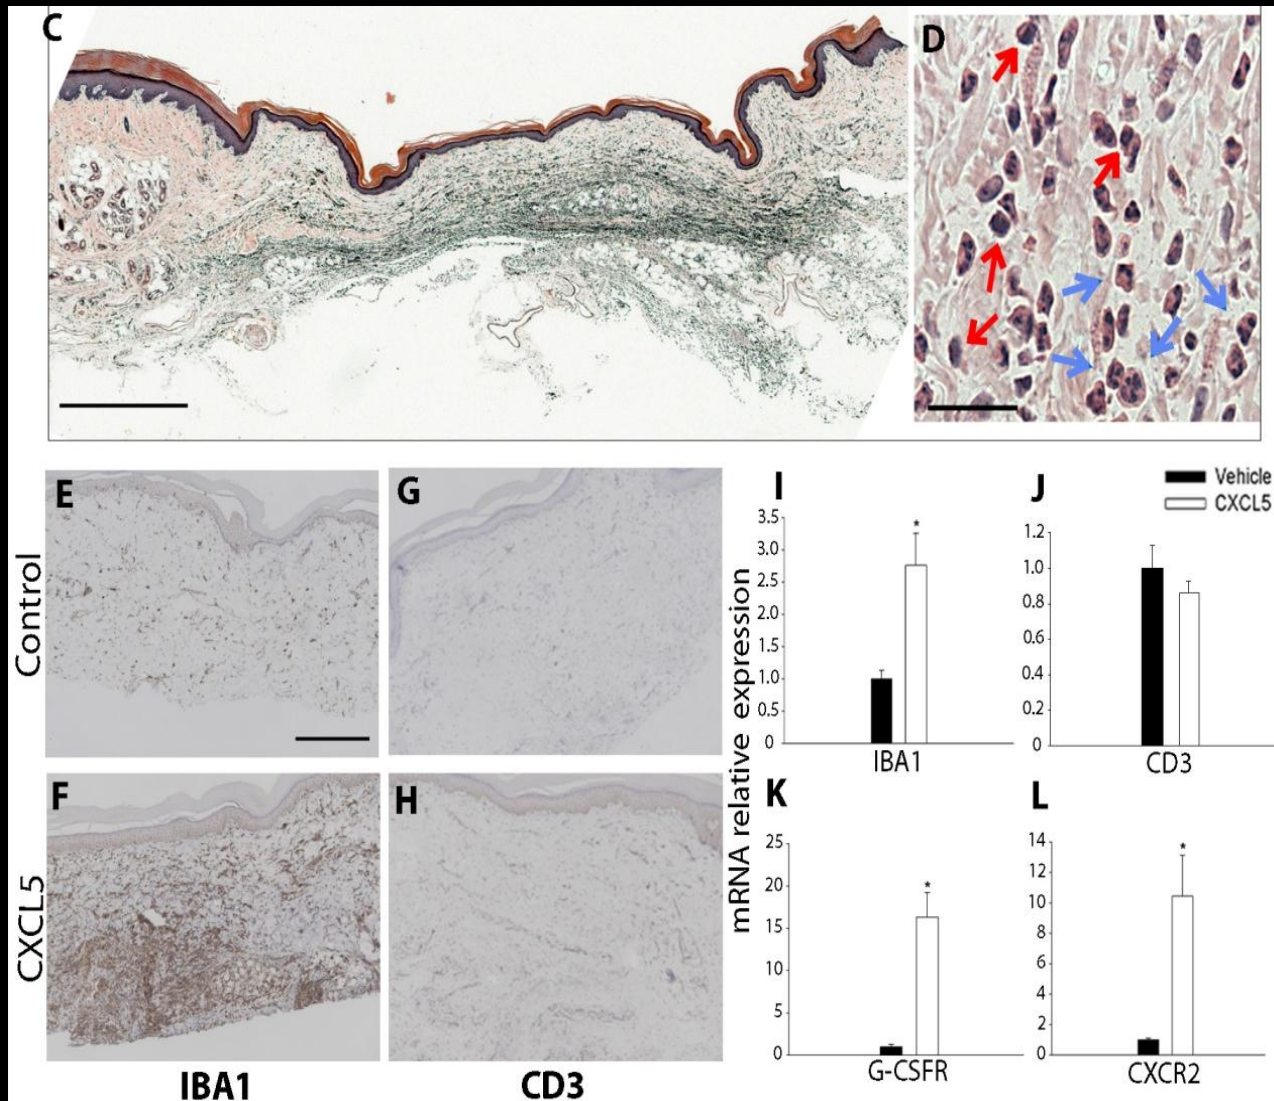 C
D
E
G
Control
F
H
CXCL5
IBA1
CD3
Vehicle
CXCL5
mRNA relative expression
I
3.5
3.0
2.5
2.0
1.5
1.0
0.5
0
*
IBA1
J
1.2
1.0
0.8
0.6
0.4
0.2
0
CD3
K
25
20
15
10
5
0
*
G-CSFR
L
14
12
10
8
6
4
2
0
*
CXCR2